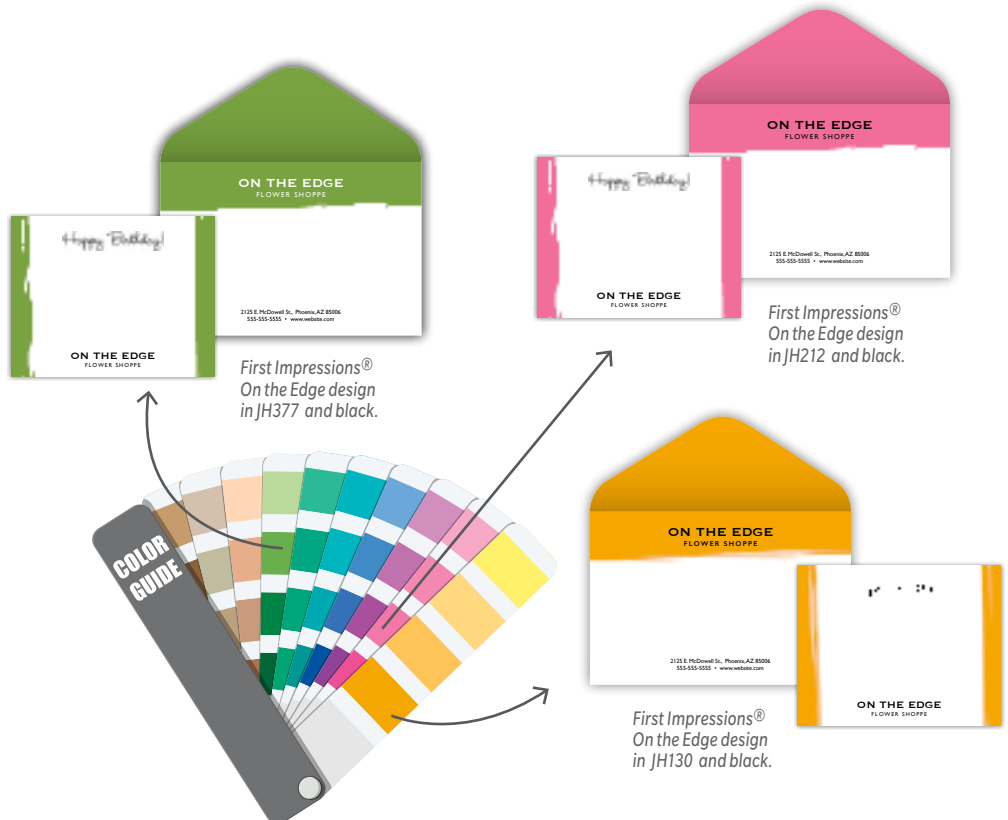 ON THE EDGE
FLOWER SHOPPE
2125 E. McDowell St., Phoenix, AZ 85006
555-555-5555 • www.website.com
Happy Birthday!
ON THE EDGE
FLOWER SHOPPE
First Impressions®
On the Edge design
in JH377 and black.
ON THE EDGE
FLOWER SHOPPE
2125 E. McDowell St., Phoenix, AZ 85006
555-555-5555 • www.website.com
Happy Birthday!
ON THE EDGE
FLOWER SHOPPE
First Impressions®
On the Edge design
in JH212 and black.
COLOR
GUIDE
ON THE EDGE
FLOWER SHOPPE
2125 E. McDowell St., Phoenix, AZ 85006
555-555-5555 • www.website.com
ON THE EDGE
FLOWER SHOPPE
First Impressions®
On the Edge design
in JH130 and black.